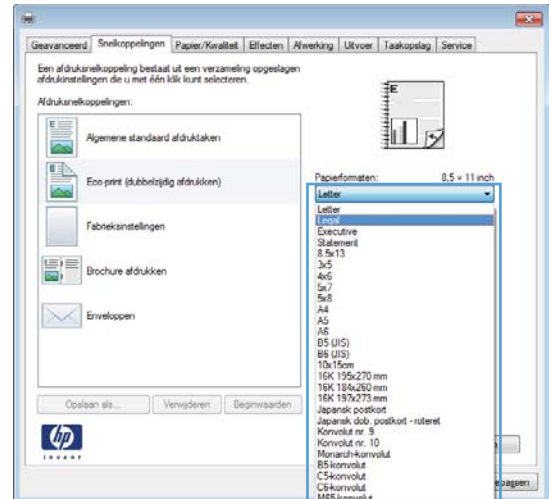 Geavanceerd Snelkoppelingen Papier/Kwaliteit Effecten Afwerking Uitvoer Taakopslag Service
Een afdruksnelkoppeling bestaat uit een verzameling opgeslagen
afdrukinstellingen die u met één klik kunt selecteren.
Afdruksnelkoppelingen:
E
Algemene standaard afdruktaken
Eco-print (dubbelzijdig afdrukken)
Fabrieksinstellingen
Brochure afdrukken
Enveloppen
Opslaan als...
Verwijderen
Beginwaarden
hp
invent
E
Papierformaten:
8,5 × 11 inch
Letter
Letter
Legal
Executive
Statement
8.5x13
3x5
4x6
5x7
5x8
A4
A5
A6
B5 (JIS)
B6 (JIS)
10x15cm
16K 195x270 mm
16K 184x260 mm
16K 197x273 mm
Japansk postkort
Japansk dob. postkort - roteret
Konvolut nr. 9
Konvolut nr. 10
Monarch-konvolut
B5-konvolut
C5-konvolut
C6-konvolut